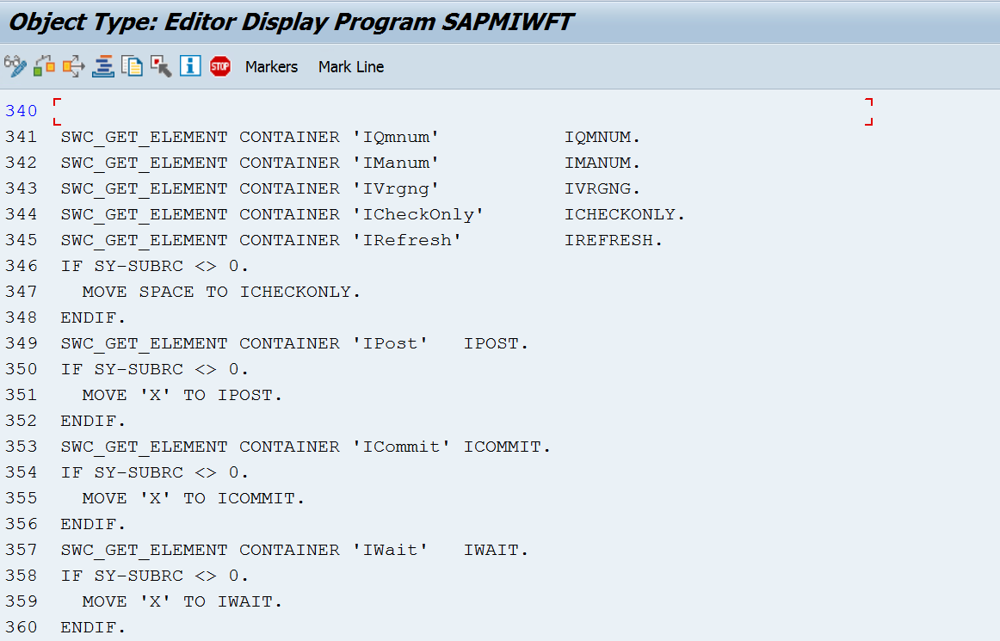 Object Type: Editor Display Program SAPMIWFT
STOP Markers Mark Line
340
341 SWC_GET_ELEMENT CONTAINER 'IQmnum' IQMNUM.
342 SWC_GET_ELEMENT CONTAINER 'IManum' IMANUM.
343 SWC_GET_ELEMENT CONTAINER 'IVrgng' IVRGNG.
344 SWC_GET_ELEMENT CONTAINER 'ICheckOnly' ICHECKONLY.
345 SWC_GET_ELEMENT CONTAINER 'IRefresh' IREFRESH.
346 IF SY-SUBRC <> 0.
347 MOVE SPACE TO ICHECKONLY.
348 ENDIF.
349 SWC_GET_ELEMENT CONTAINER 'IPost' IPOST.
350 IF SY-SUBRC <> 0.
351 MOVE 'X' TO IPOST.
352 ENDIF.
353 SWC_GET_ELEMENT CONTAINER 'ICommit' ICOMMIT.
354 IF SY-SUBRC <> 0.
355 MOVE 'X' TO ICOMMIT.
356 ENDIF.
357 SWC_GET_ELEMENT CONTAINER 'IWait' IWAIT.
358 IF SY-SUBRC <> 0.
359 MOVE 'X' TO IWAIT.
360 ENDIF.